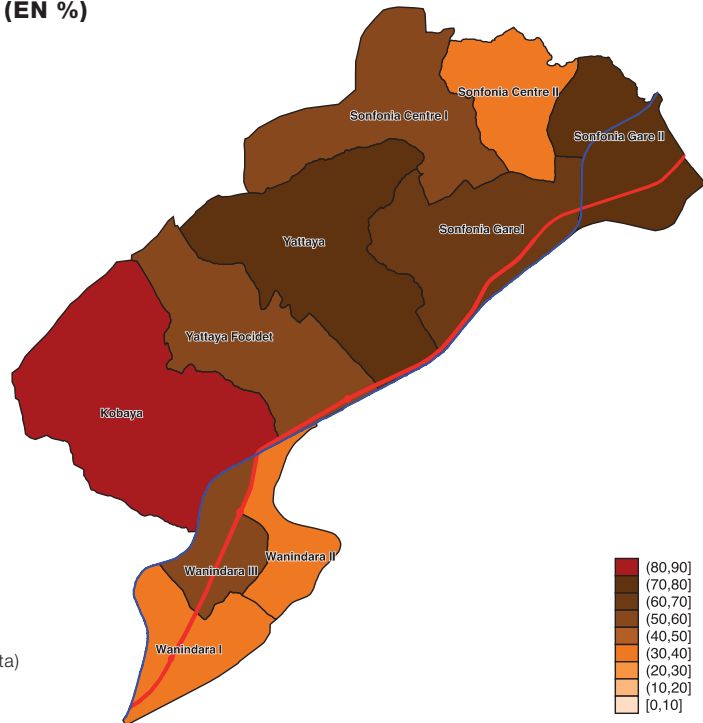 (EN %)
Sonfonia Centre II
Sonfonia Centre I
Sonfonia Gare II
Sonfonia GareI
Yattaya
Yattaya Focidet
Kobaya
Wanindara II
Wanindara III
Wanindara I
ta)
(80,90]
(70,80]
(60,70]
(50,60]
(40,50]
(30,40]
(20,30]
(10,20]
[0,10]